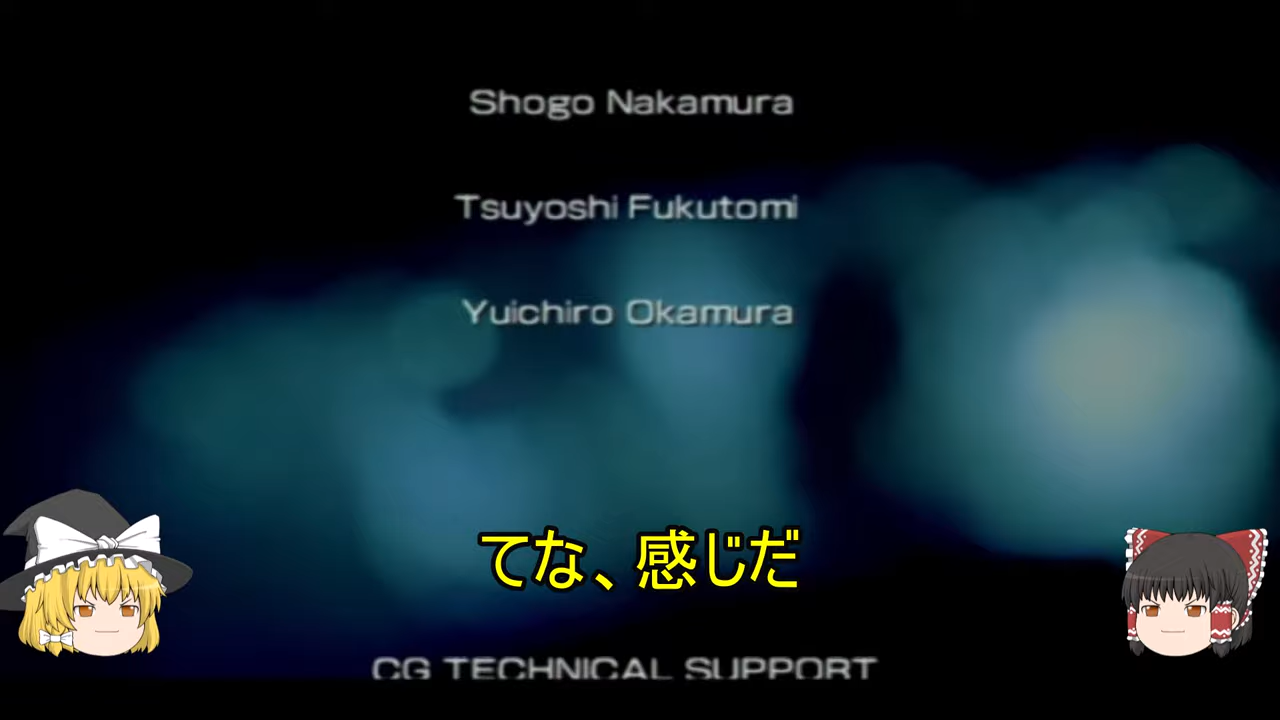 Shogo Nakamura
Tsuyoshi Fukutomi
Yuichiro Okamura
てな、感じだ
CG TECHNICAL SUPPORT